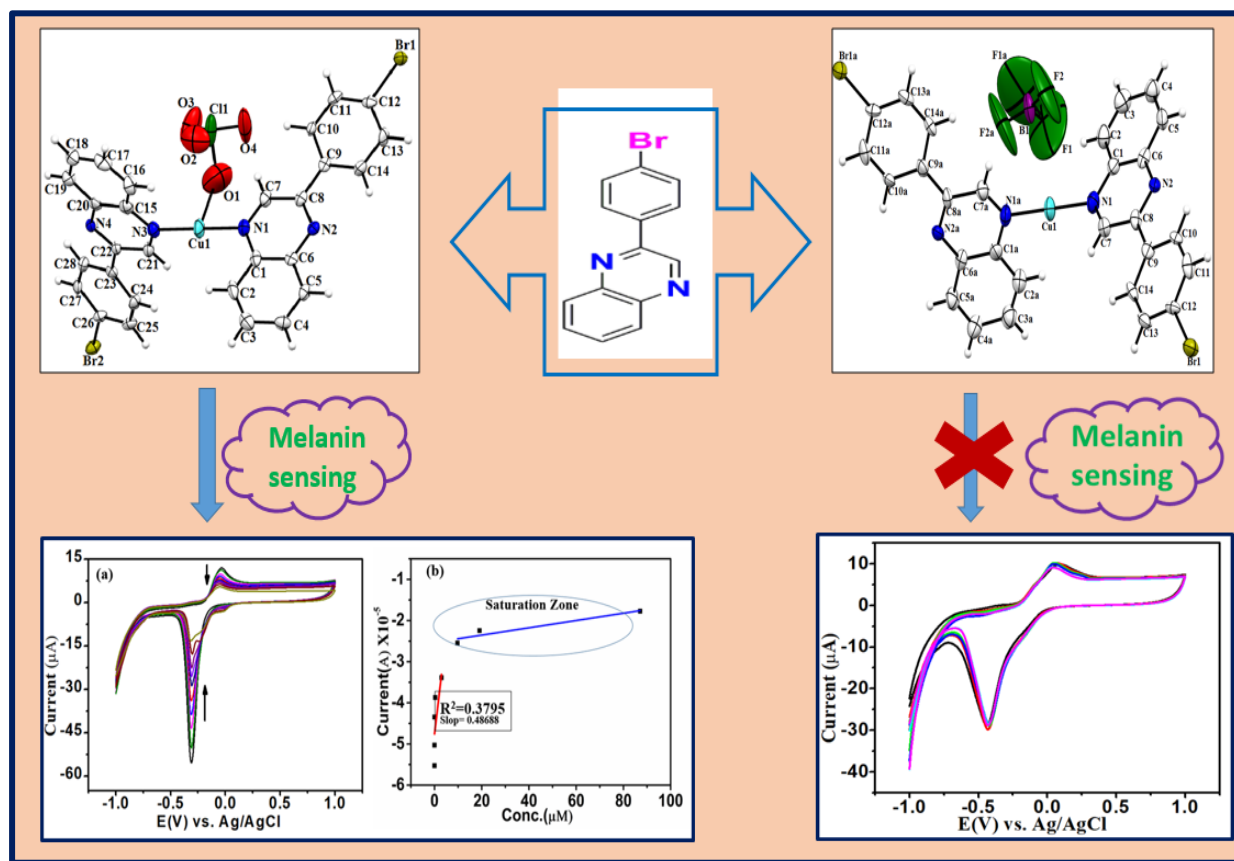 Br1
O3
Cl1
C11
C12
C18
C17
O2
O4
C10
C13
C19
C16
O1
C9
C14
C20
C15
C7
C8
N4
N3
Cu1
N1
N2
C22
C21
C28
C1
C6
C27
C23
C24
C2
C5
C26
C25
C3
C4
Br2
Br
N
N
F1a
F2
Br1a
C13a
C4
C12a
C14a
C3
F2a
B1
C5
C11a
C2
F1
C9a
C1
C6
C10a
C8a
C7a
N1a
N1
N2
N2a
Cu1
C8
C1a
C7
C10
C6a
C9
C11
C5a
C2a
C14
C12
C4a
C3a
C13
Br1
Melanin
sensing
Melanin
sensing
(a)
15
0
-15
-30
-45
-60
Current (μA)
-1.0 -0.5 0.0 0.5 1.0
E(V) vs. Ag/AgCl
(b)
-1
-2
-3
-4
-5
-6
Current(A) X10⁻⁵
Saturation Zone
R²=0.3795
Slop= 0.48688
0 20 40 60 80
Conc.(μM)
10
0
-10
-20
-30
-40
Current (μA)
-1.0 -0.5 0.0 0.5 1.0
E(V) vs. Ag/AgCl